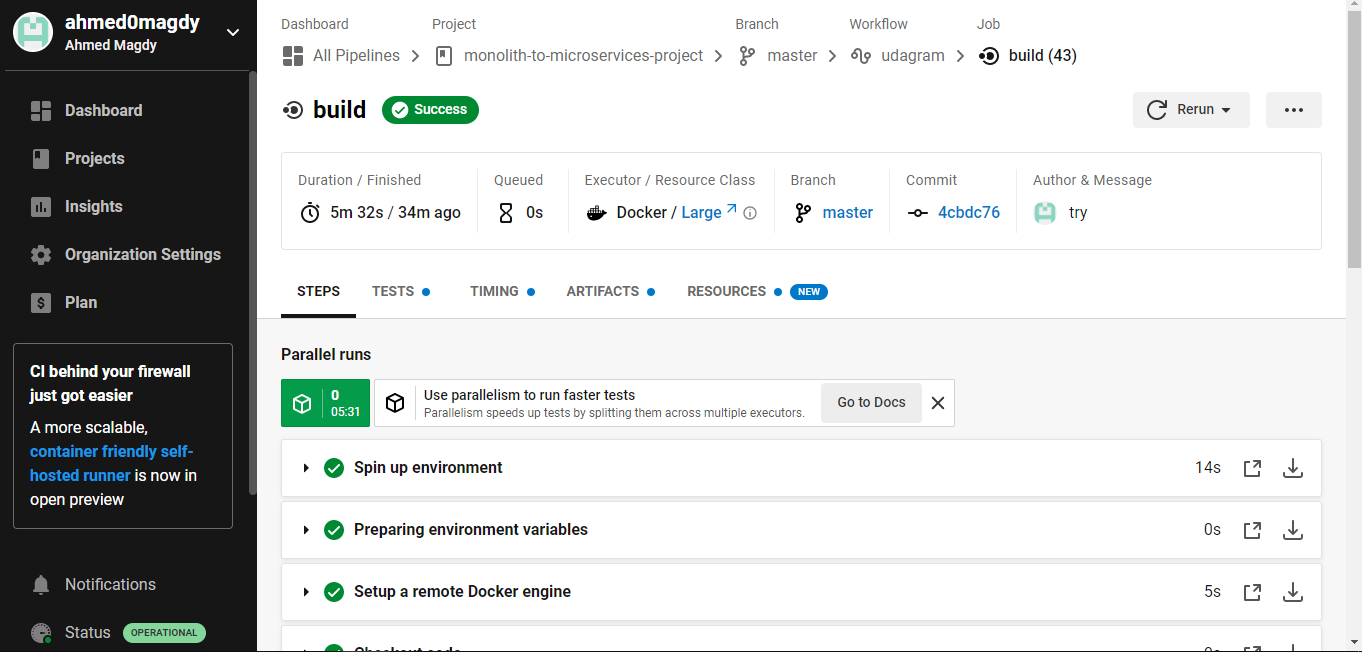 ahmed0magdy
Ahmed Magdy
Dashboard
Projects
Insights
Organization Settings
Plan
CI behind your firewall
just got easier
A more scalable,
container friendly self-
hosted runner is now in
open preview
Notifications
Status OPERATIONAL
Dashboard Project Branch Workflow Job
All Pipelines monolith-to-microservices-project master udagram build (43)
build Success Rerun
Duration / Finished Queued Executor / Resource Class Branch Commit Author & Message
5m 32s / 34m ago 0s Docker / Large master 4cbdc76 try
STEPS TESTS TIMING ARTIFACTS RESOURCES NEW
Parallel runs
0
05:31
Use parallelism to run faster tests
Parallelism speeds up tests by splitting them across multiple executors.
Go to Docs
Spin up environment 14s
Preparing environment variables 0s
Setup a remote Docker engine 5s
Checkout code 0s